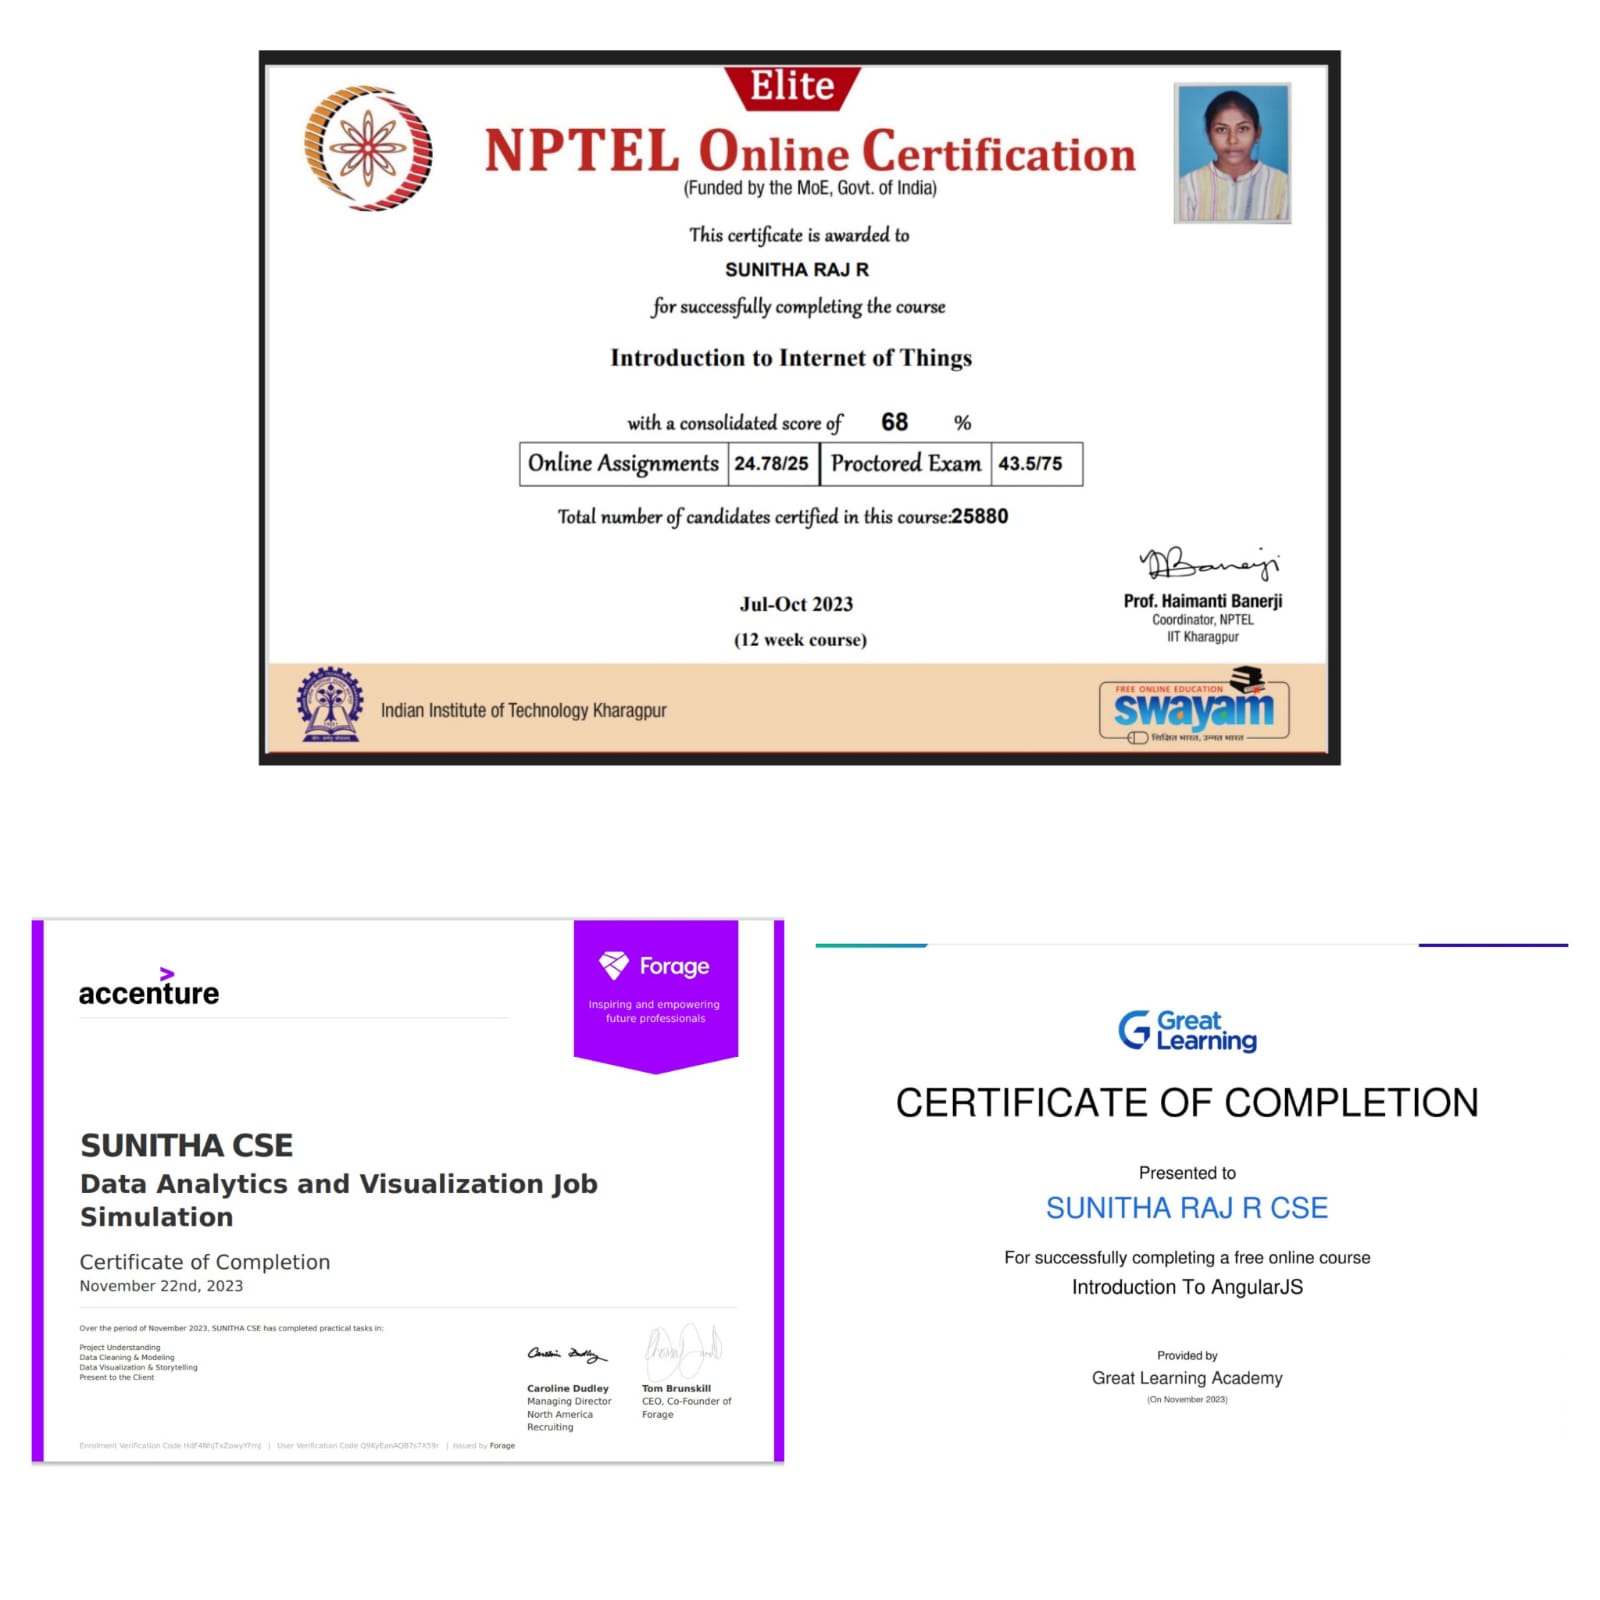 Elite
NPTEL Online Certification
(Funded by the MoE, Govt. of India)
This certificate is awarded to
SUNITHA RAJ R
for successfully completing the course
Introduction to Internet of Things
with a consolidated score of 68 %
Online Assignments 24.78/25 Proctored Exam 43.5/75
Total number of candidates certified in this course:25880
Jul-Oct 2023
(12 week course)
Prof. Haimanti Banerji
Coordinator, NPTEL
IIT Kharagpur
Indian Institute of Technology Kharagpur
FREE ONLINE EDUCATION
swayam
शिक्षित भारत, उन्नत भारत
accenture
Forage
Inspiring and empowering
future professionals
SUNITHA CSE
Data Analytics and Visualization Job
Simulation
Certificate of Completion
November 22nd, 2023
Over the period of November 2023, SUNITHA CSE has completed practical tasks in:
Project Understanding
Data Cleaning & Modeling
Data Visualization & Storytelling
Present to the Client
Caroline Dudley
Managing Director
North America
Recruiting
Tom Brunskill
CEO, Co-Founder of
Forage
Enrolment Verification Code HdF4NhjTxZowyYFmJ | User Verification Code Q9KyEanAQB7s7X59r | Issued by Forage
Great
Learning
CERTIFICATE OF COMPLETION
Presented to
SUNITHA RAJ R CSE
For successfully completing a free online course
Introduction To AngularJS
Provided by
Great Learning Academy
(On November 2023)